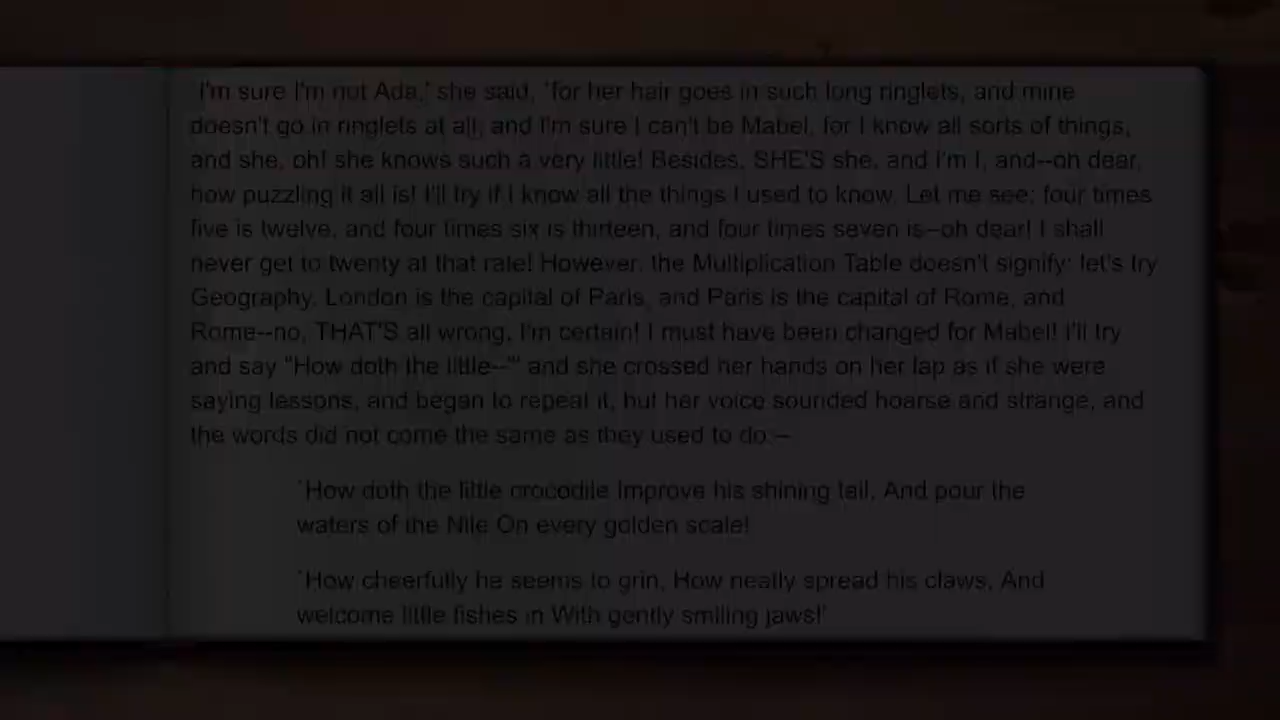 `I'm sure I'm not Ada,' she said, `for her hair goes in such long ringlets, and mine
doesn't go in ringlets at all; and I'm sure I can't be Mabel, for I know all sorts of things,
and she, oh! she knows such a very little! Besides, SHE'S she, and I'm I, and--oh dear,
how puzzling it all is! I'll try if I know all the things I used to know. Let me see: four times
five is twelve, and four times six is thirteen, and four times seven is--oh dear! I shall
never get to twenty at that rate! However, the Multiplication Table doesn't signify: let's try
Geography. London is the capital of Paris, and Paris is the capital of Rome, and
Rome--no, THAT'S all wrong, I'm certain! I must have been changed for Mabel! I'll try
and say "How doth the little--"' and she crossed her hands on her lap as if she were
saying lessons, and began to repeat it, but her voice sounded hoarse and strange, and
the words did not come the same as they used to do:--
`How doth the little crocodile Improve his shining tail, And pour the
waters of the Nile On every golden scale!
`How cheerfully he seems to grin, How neatly spread his claws, And
welcome little fishes in With gently smiling jaws!'